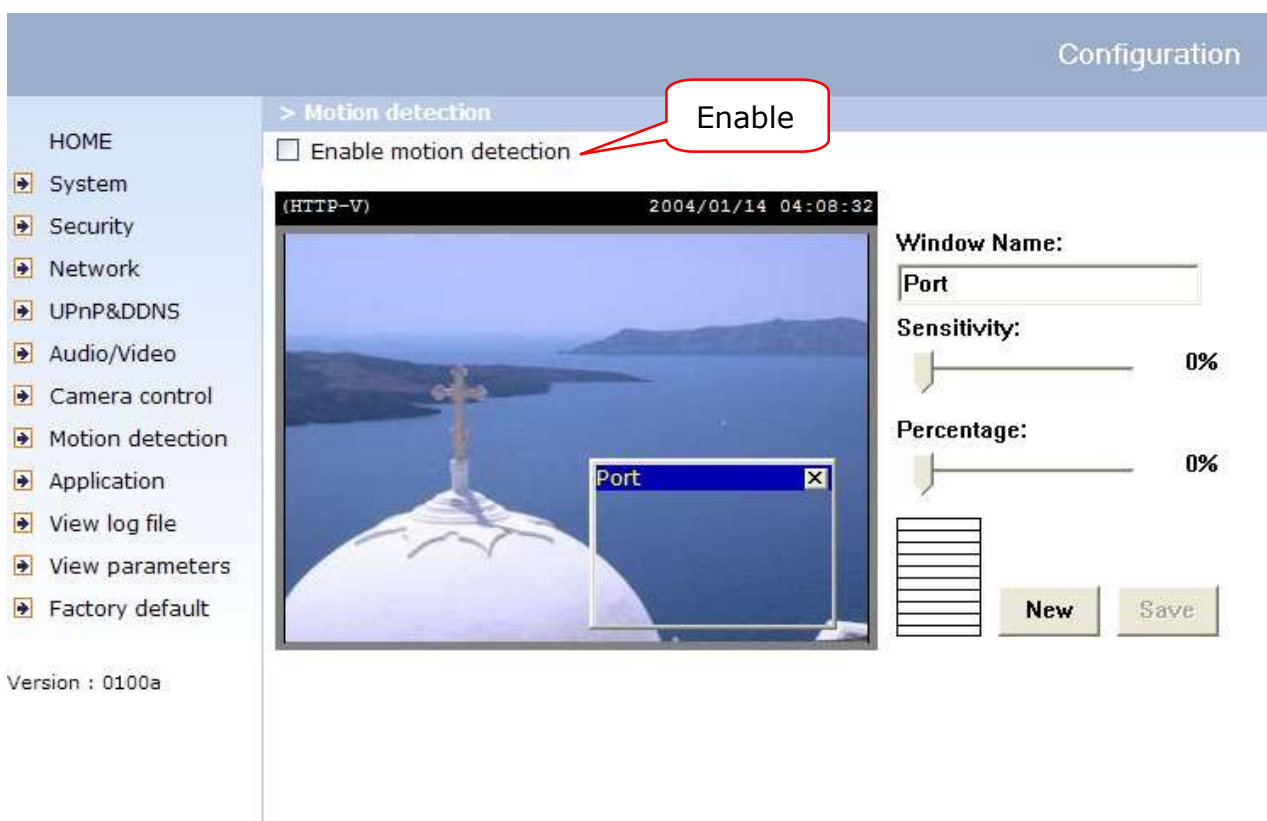 Configuration
> Motion detection
Enable
Enable motion detection
HOME
System
Security
Network
UPnP&DDNS
Audio/Video
Camera control
Motion detection
Application
View log file
View parameters
Factory default
Version : 0100a
(HTTP-V) 2004/01/14 04:08:32
Port
Window Name:
Port
Sensitivity:
0%
Percentage:
0%
New Save